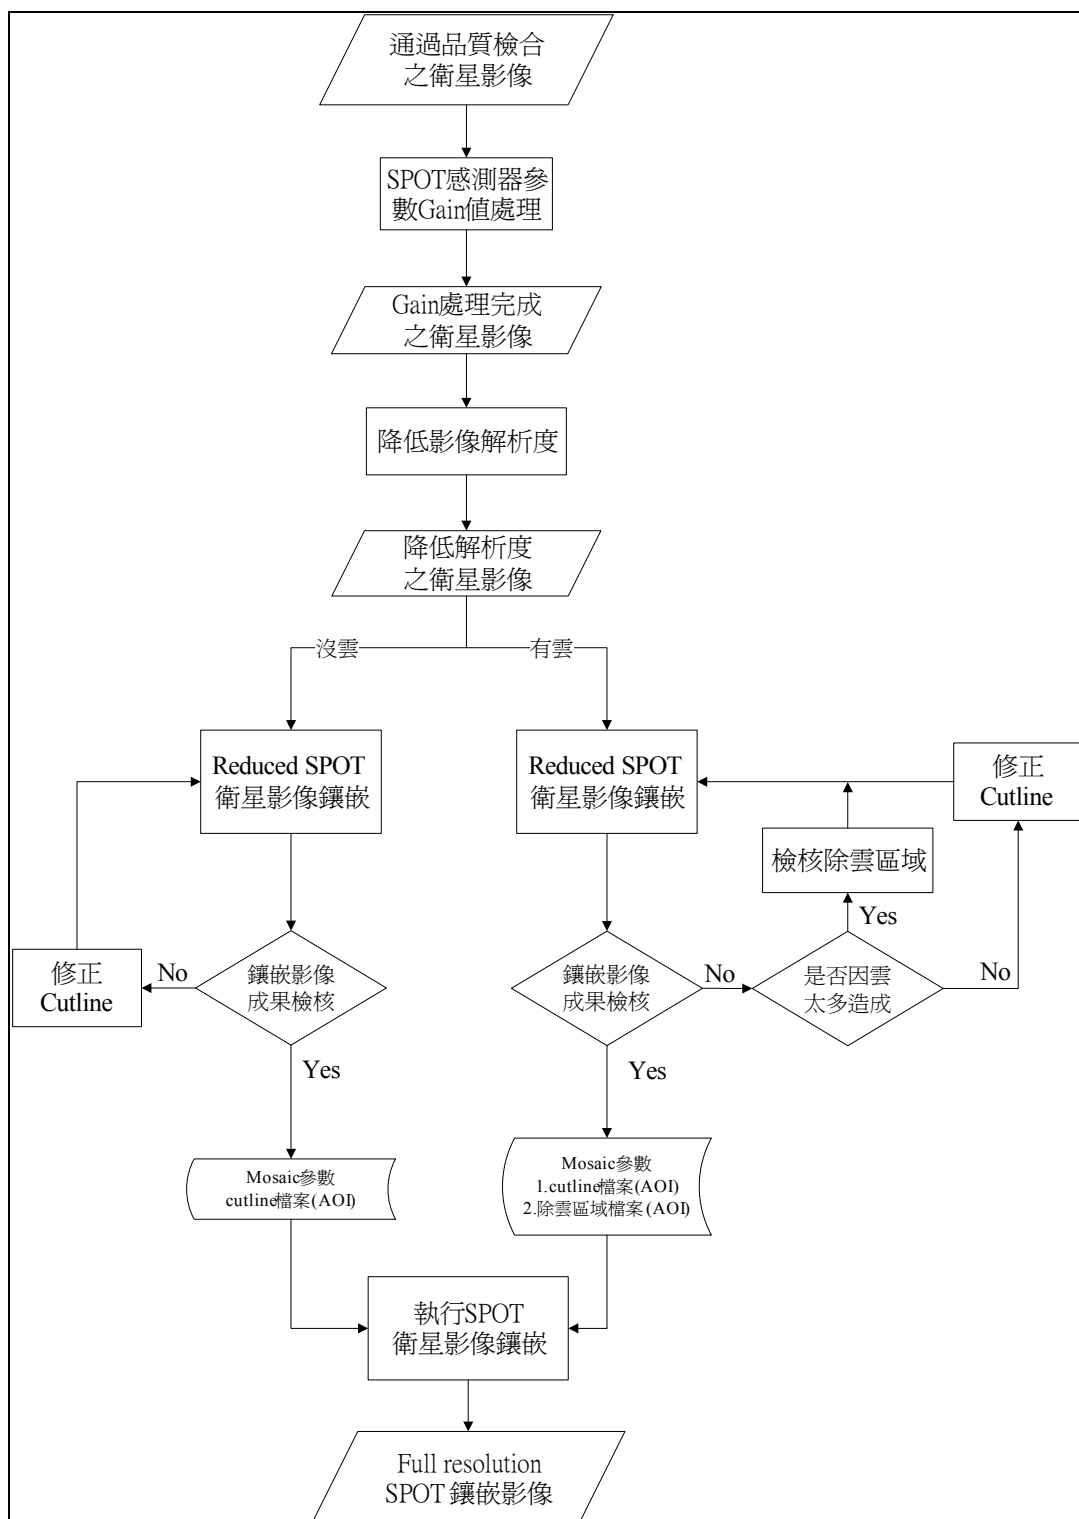 通過品質檢合
之衛星影像
SPOT感測器參
數Gain值處理
Gain處理完成
之衛星影像
降低影像解析度
降低解析度
之衛星影像
沒雲
有雲
Reduced SPOT
衛星影像鑲嵌
Reduced SPOT
衛星影像鑲嵌
修正
Cutline
檢核除雲區域
Yes
修正
Cutline
No
鑲嵌影像
成果檢核
鑲嵌影像
成果檢核
No
是否因雲
太多造成
No
Yes
Yes
Mosaic參數
cutline檔案(AOI)
Mosaic參數
1.cutline檔案(AOI)
2.除雲區域檔案(AOI)
執行SPOT
衛星影像鑲嵌
Full resolution
SPOT 鑲嵌影像